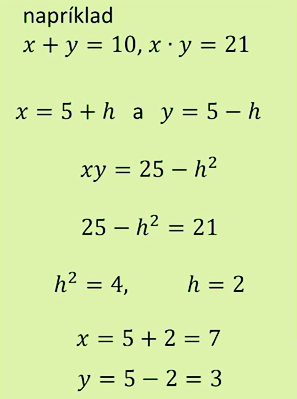 napríklad
x + y = 10, x · y = 21
x = 5 + h a y = 5 − h
xy = 25 − h²
25 − h² = 21
h² = 4, h = 2
x = 5 + 2 = 7
y = 5 − 2 = 3